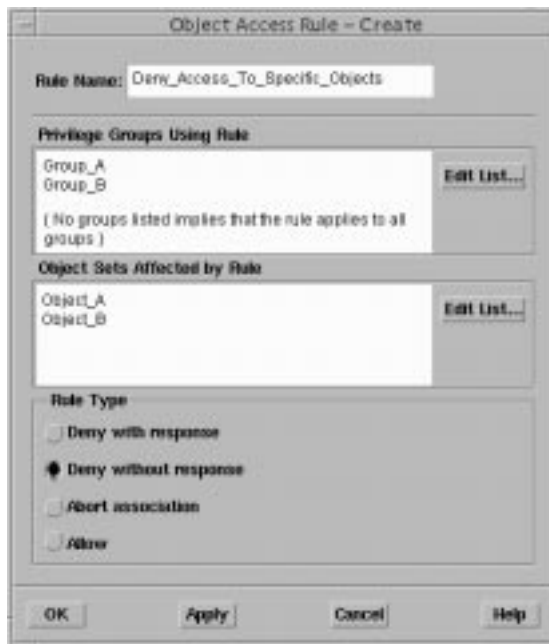 Object Access Rule – Create
Rule Name: Deny_Access_To_Specific_Objects
Privilege Groups Using Rule
Group_A
Group_B
( No groups listed implies that the rule applies to all
groups )
Edit List...
Object Sets Affected by Rule
Object_A
Object_B
Edit List...
Rule Type
Deny with response
Deny without response
Abort association
Allow
OK
Apply
Cancel
Help